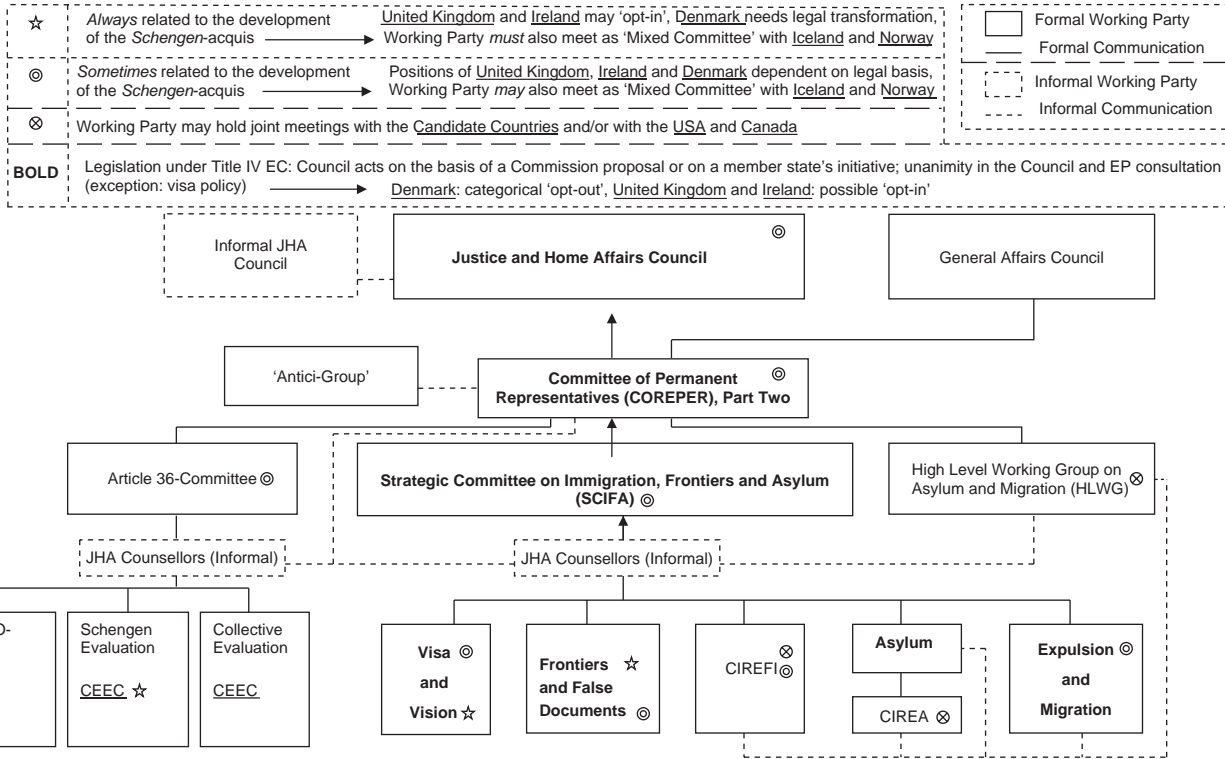 ☆ Always related to the development United Kingdom and Ireland may ‘opt-in’, Denmark needs legal transformation,
of the Schengen-acquis Working Party must also meet as ‘Mixed Committee’ with Iceland and Norway
◎ Sometimes related to the development Positions of United Kingdom, Ireland and Denmark dependent on legal basis,
of the Schengen-acquis Working Party may also meet as ‘Mixed Committee’ with Iceland and Norway
⊗ Working Party may hold joint meetings with the Candidate Countries and/or with the USA and Canada
BOLD Legislation under Title IV EC: Council acts on the basis of a Commission proposal or on a member state’s initiative; unanimity in the Council and EP consultation
(exception: visa policy) Denmark: categorical ‘opt-out’, United Kingdom and Ireland: possible ‘opt-in’
Formal Working Party
Formal Communication
Informal Working Party
Informal Communication
Informal JHA
Council
Justice and Home Affairs Council ◎
General Affairs Council
‘Antici-Group’
Committee of Permanent ◎
Representatives (COREPER), Part Two
Article 36-Committee ◎
Strategic Committee on Immigration, Frontiers and Asylum
(SCIFA) ◎
High Level Working Group on
Asylum and Migration (HLWG) ⊗
JHA Counsellors (Informal)
JHA Counsellors (Informal)
D-
Schengen
Evaluation
CEEC ☆
Collective
Evaluation
CEEC
Visa ◎
and
Vision ☆
Frontiers ☆
and False
Documents ◎
⊗
CIREFI ◎
Asylum
CIREA ⊗
Expulsion ◎
and
Migration